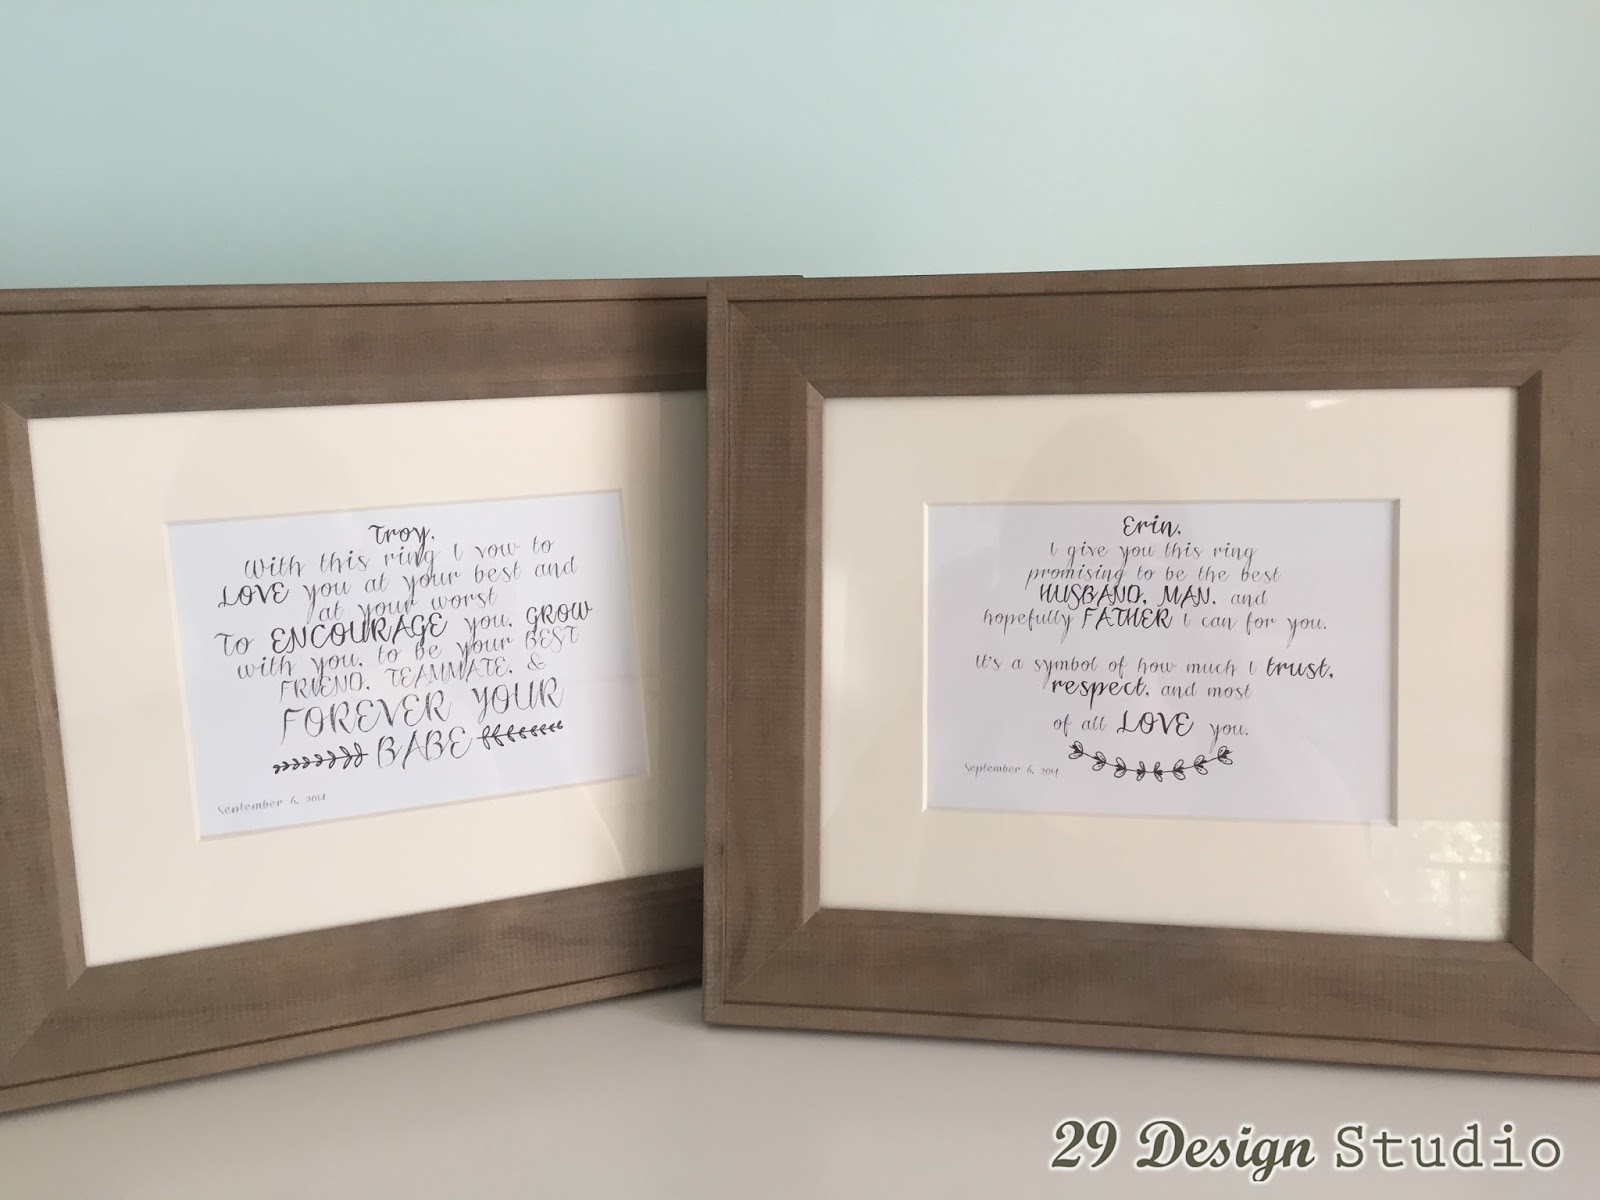 Troy,
With this ring I vow to
LOVE you at your best and
at your worst
To ENCOURAGE you, GROW
with you, to be your BEST
FRIEND, TEAMMATE, &
FOREVER YOUR
BABE
September 6, 2014
Erin,
I give you this ring
promising to be the best
HUSBAND, MAN, and
hopefully FATHER I can for you.
It's a symbol of how much I trust,
respect, and most
of all LOVE you.
September 6, 2014
29 Design Studio